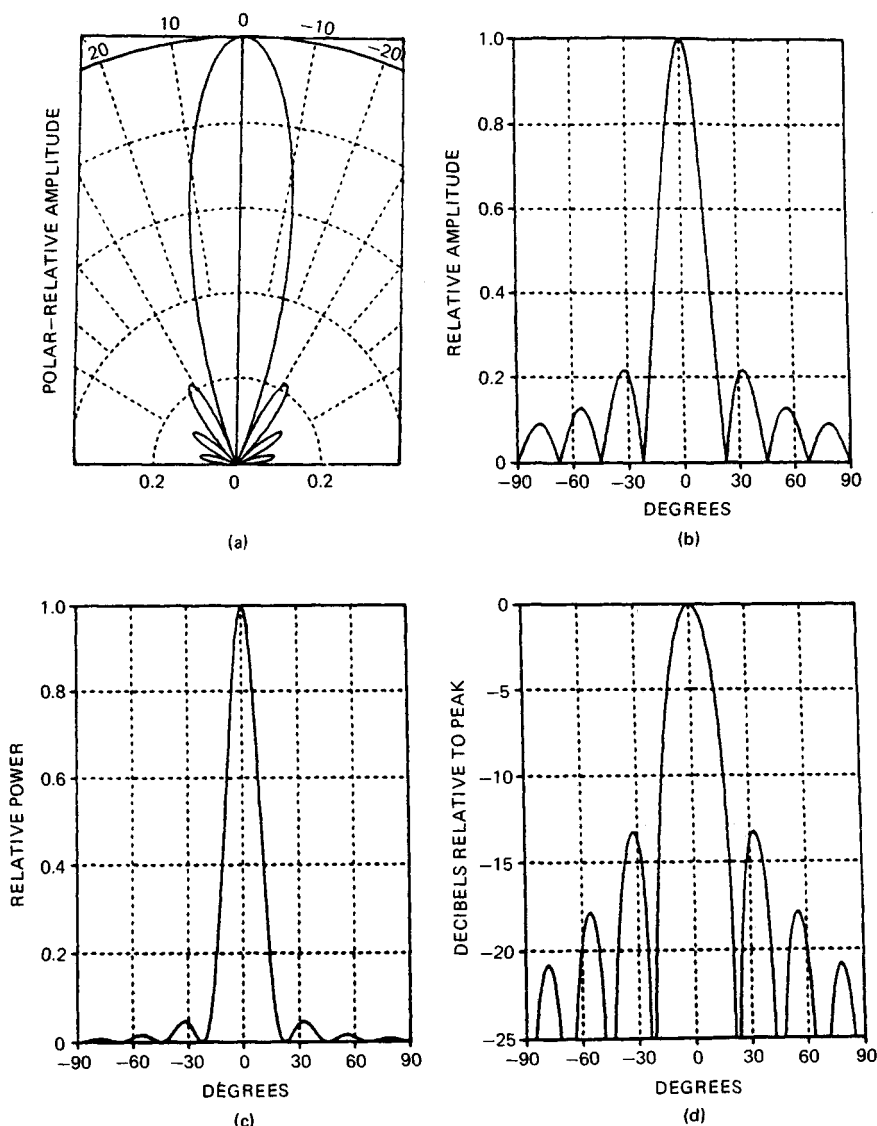 20 10 0 −10 −20
POLAR–RELATIVE AMPLITUDE
0.2 0 0.2
(a)
RELATIVE AMPLITUDE
1.0
0.8
0.6
0.4
0.2
0
−90 −60 −30 0 30 60 90
DEGREES
(b)
RELATIVE POWER
1.0
0.8
0.6
0.4
0.2
0
−90 −60 −30 0 30 60 90
DEGREES
(c)
DECIBELS RELATIVE TO PEAK
0
−5
−10
−15
−20
−25
−90 −60 −30 0 30 60 90
DEGREES
(d)